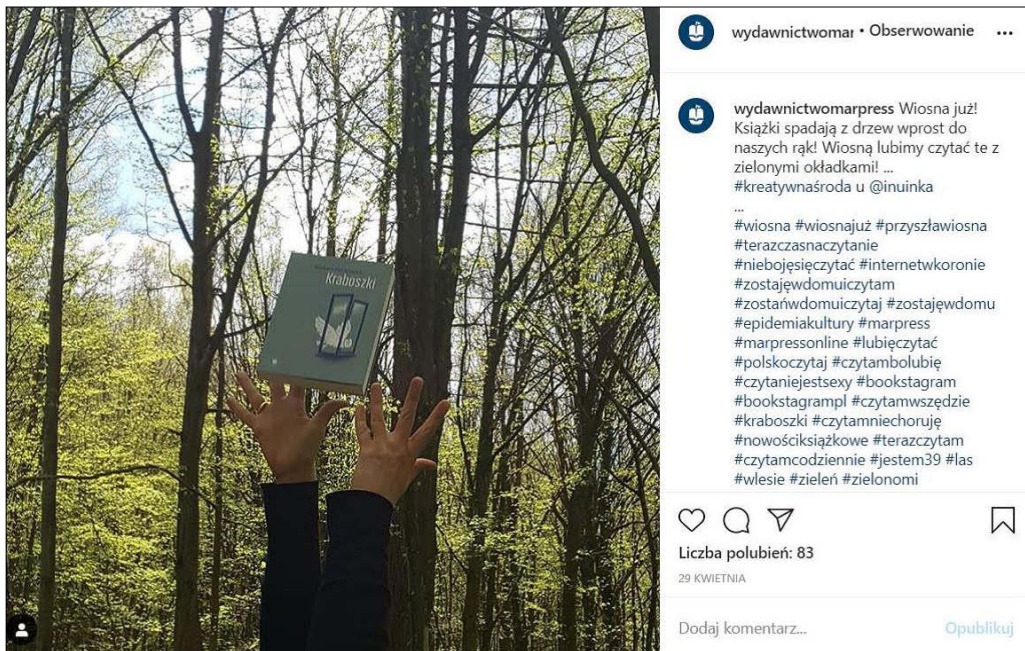 Kraboszki
wydawnictwomar • Obserwowanie
wydawnictwomarpress Wiosna już!
Książki spadają z drzew wprost do
naszych rąk! Wiosną lubimy czytać te z
zielonymi okładkami! ...
#kreatywnaśroda u @inuinka
...
#wiosna #wiosnajuż #przyszławiosna
#terazczasnaczytanie
#niebojęsięczytać #internetwkoronie
#zostajęwdomuiczytam
#zostańwdomuiczytaj #zostajęwdomu
#epidemiakultury #marpress
#marpressonline #lubięczytać
#polskoczytaj #czytambolubię
#czytaniejestsexy #bookstagram
#bookstagrampl #czytamwszędzie
#kraboszki #czytamniechoruję
#nowościksiążkowe #terazczytam
#czytamcodziennie #jestem39 #las
#wlesie #zieleń #zielonomi
Liczba polubień: 83
29 KWIETNIA
Dodaj komentarz... Opublikuj